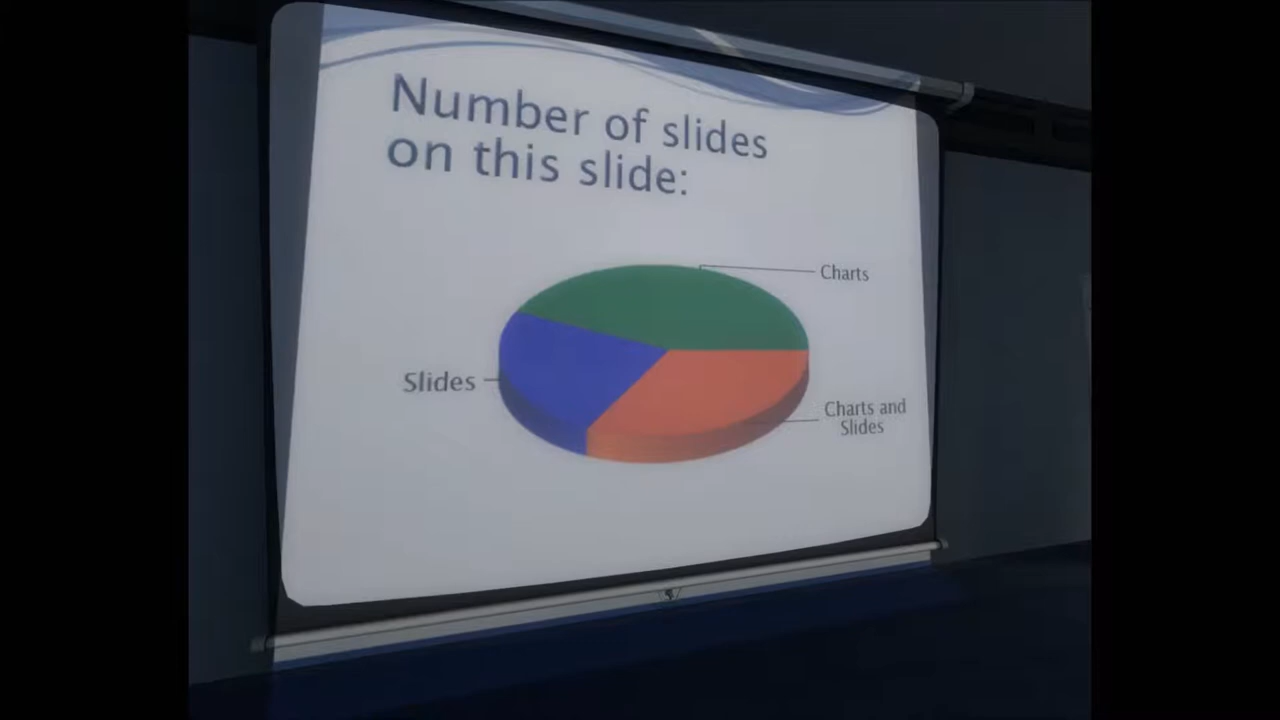 Number of slides
on this slide:
Charts
Slides
Charts and
Slides